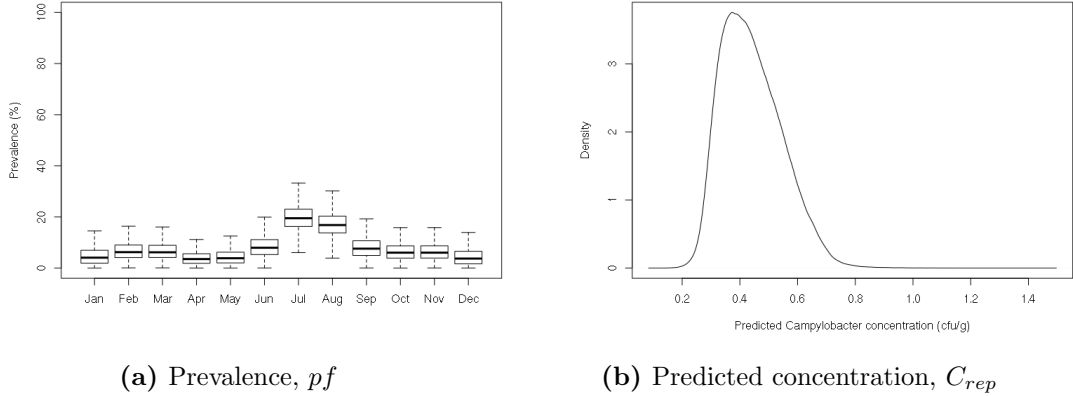 Prevalence (%)
100
80
60
40
20
0
Jan Feb Mar Apr May Jun Jul Aug Sep Oct Nov Dec
Density
3
2
1
0
0.2 0.4 0.6 0.8 1.0 1.2 1.4
Predicted Campylobacter concentration (cfu/g)
(a) Prevalence, pf
(b) Predicted concentration, C_rep